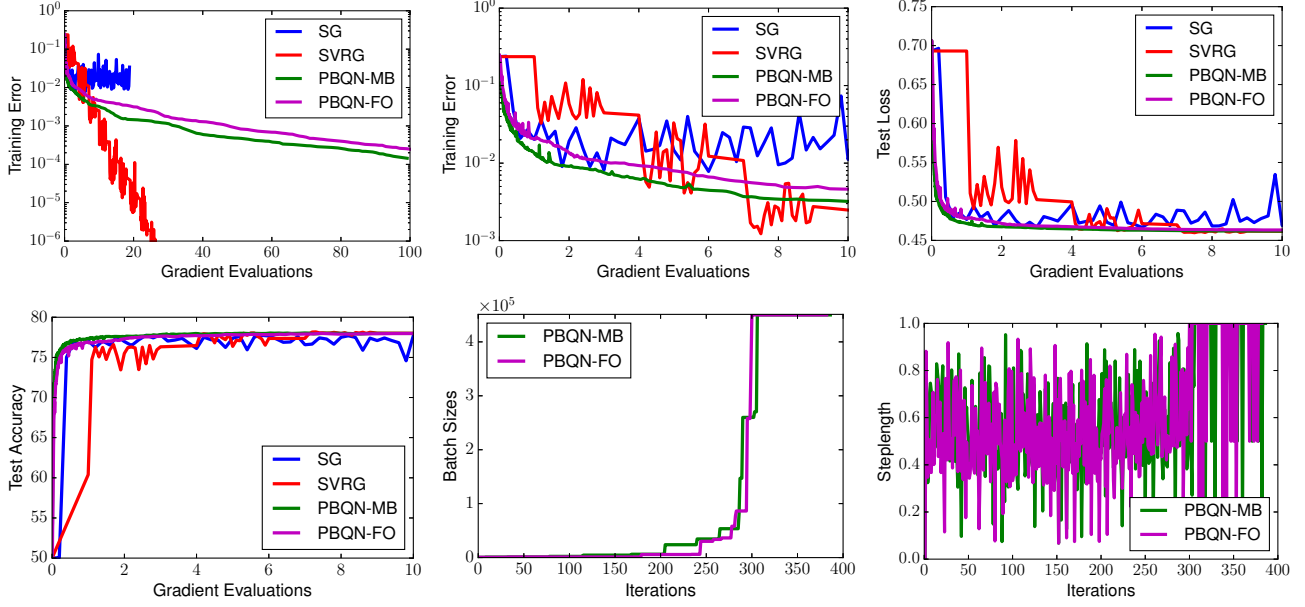 10^1
10^0
10^-1
10^-2
10^-3
10^-4
10^-5
10^-6
Training Error
0 20 40 60 80 100
Gradient Evaluations
SG
SVRG
PBQN-MB
PBQN-FO
10^0
10^-1
10^-2
10^-3
Training Error
0 2 4 6 8 10
Gradient Evaluations
SG
SVRG
PBQN-MB
PBQN-FO
0.70
0.65
0.60
0.55
0.50
0.45
Test Loss
0 2 4 6 8 10
Gradient Evaluations
SG
SVRG
PBQN-MB
PBQN-FO
80
75
70
65
60
55
50
Test Accuracy
0 2 4 6 8 10
Gradient Evaluations
SG
SVRG
PBQN-MB
PBQN-FO
×10^5
4
3
2
1
0
Batch Sizes
0 50 100 150 200 250 300 350 400
Iterations
PBQN-MB
PBQN-FO
1.0
0.8
0.6
0.4
0.2
0.0
Steplength
0 50 100 150 200 250 300 350 400
Iterations
PBQN-MB
PBQN-FO